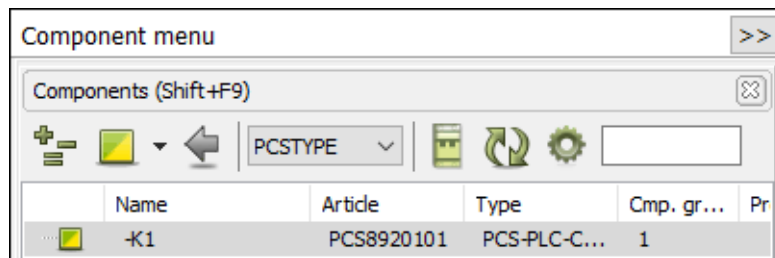 Component menu >>
Components (Shift+F9)
PCSTYPE
Name Article Type Cmp. gr... Pr
-K1 PCS8920101 PCS-PLC-C... 1